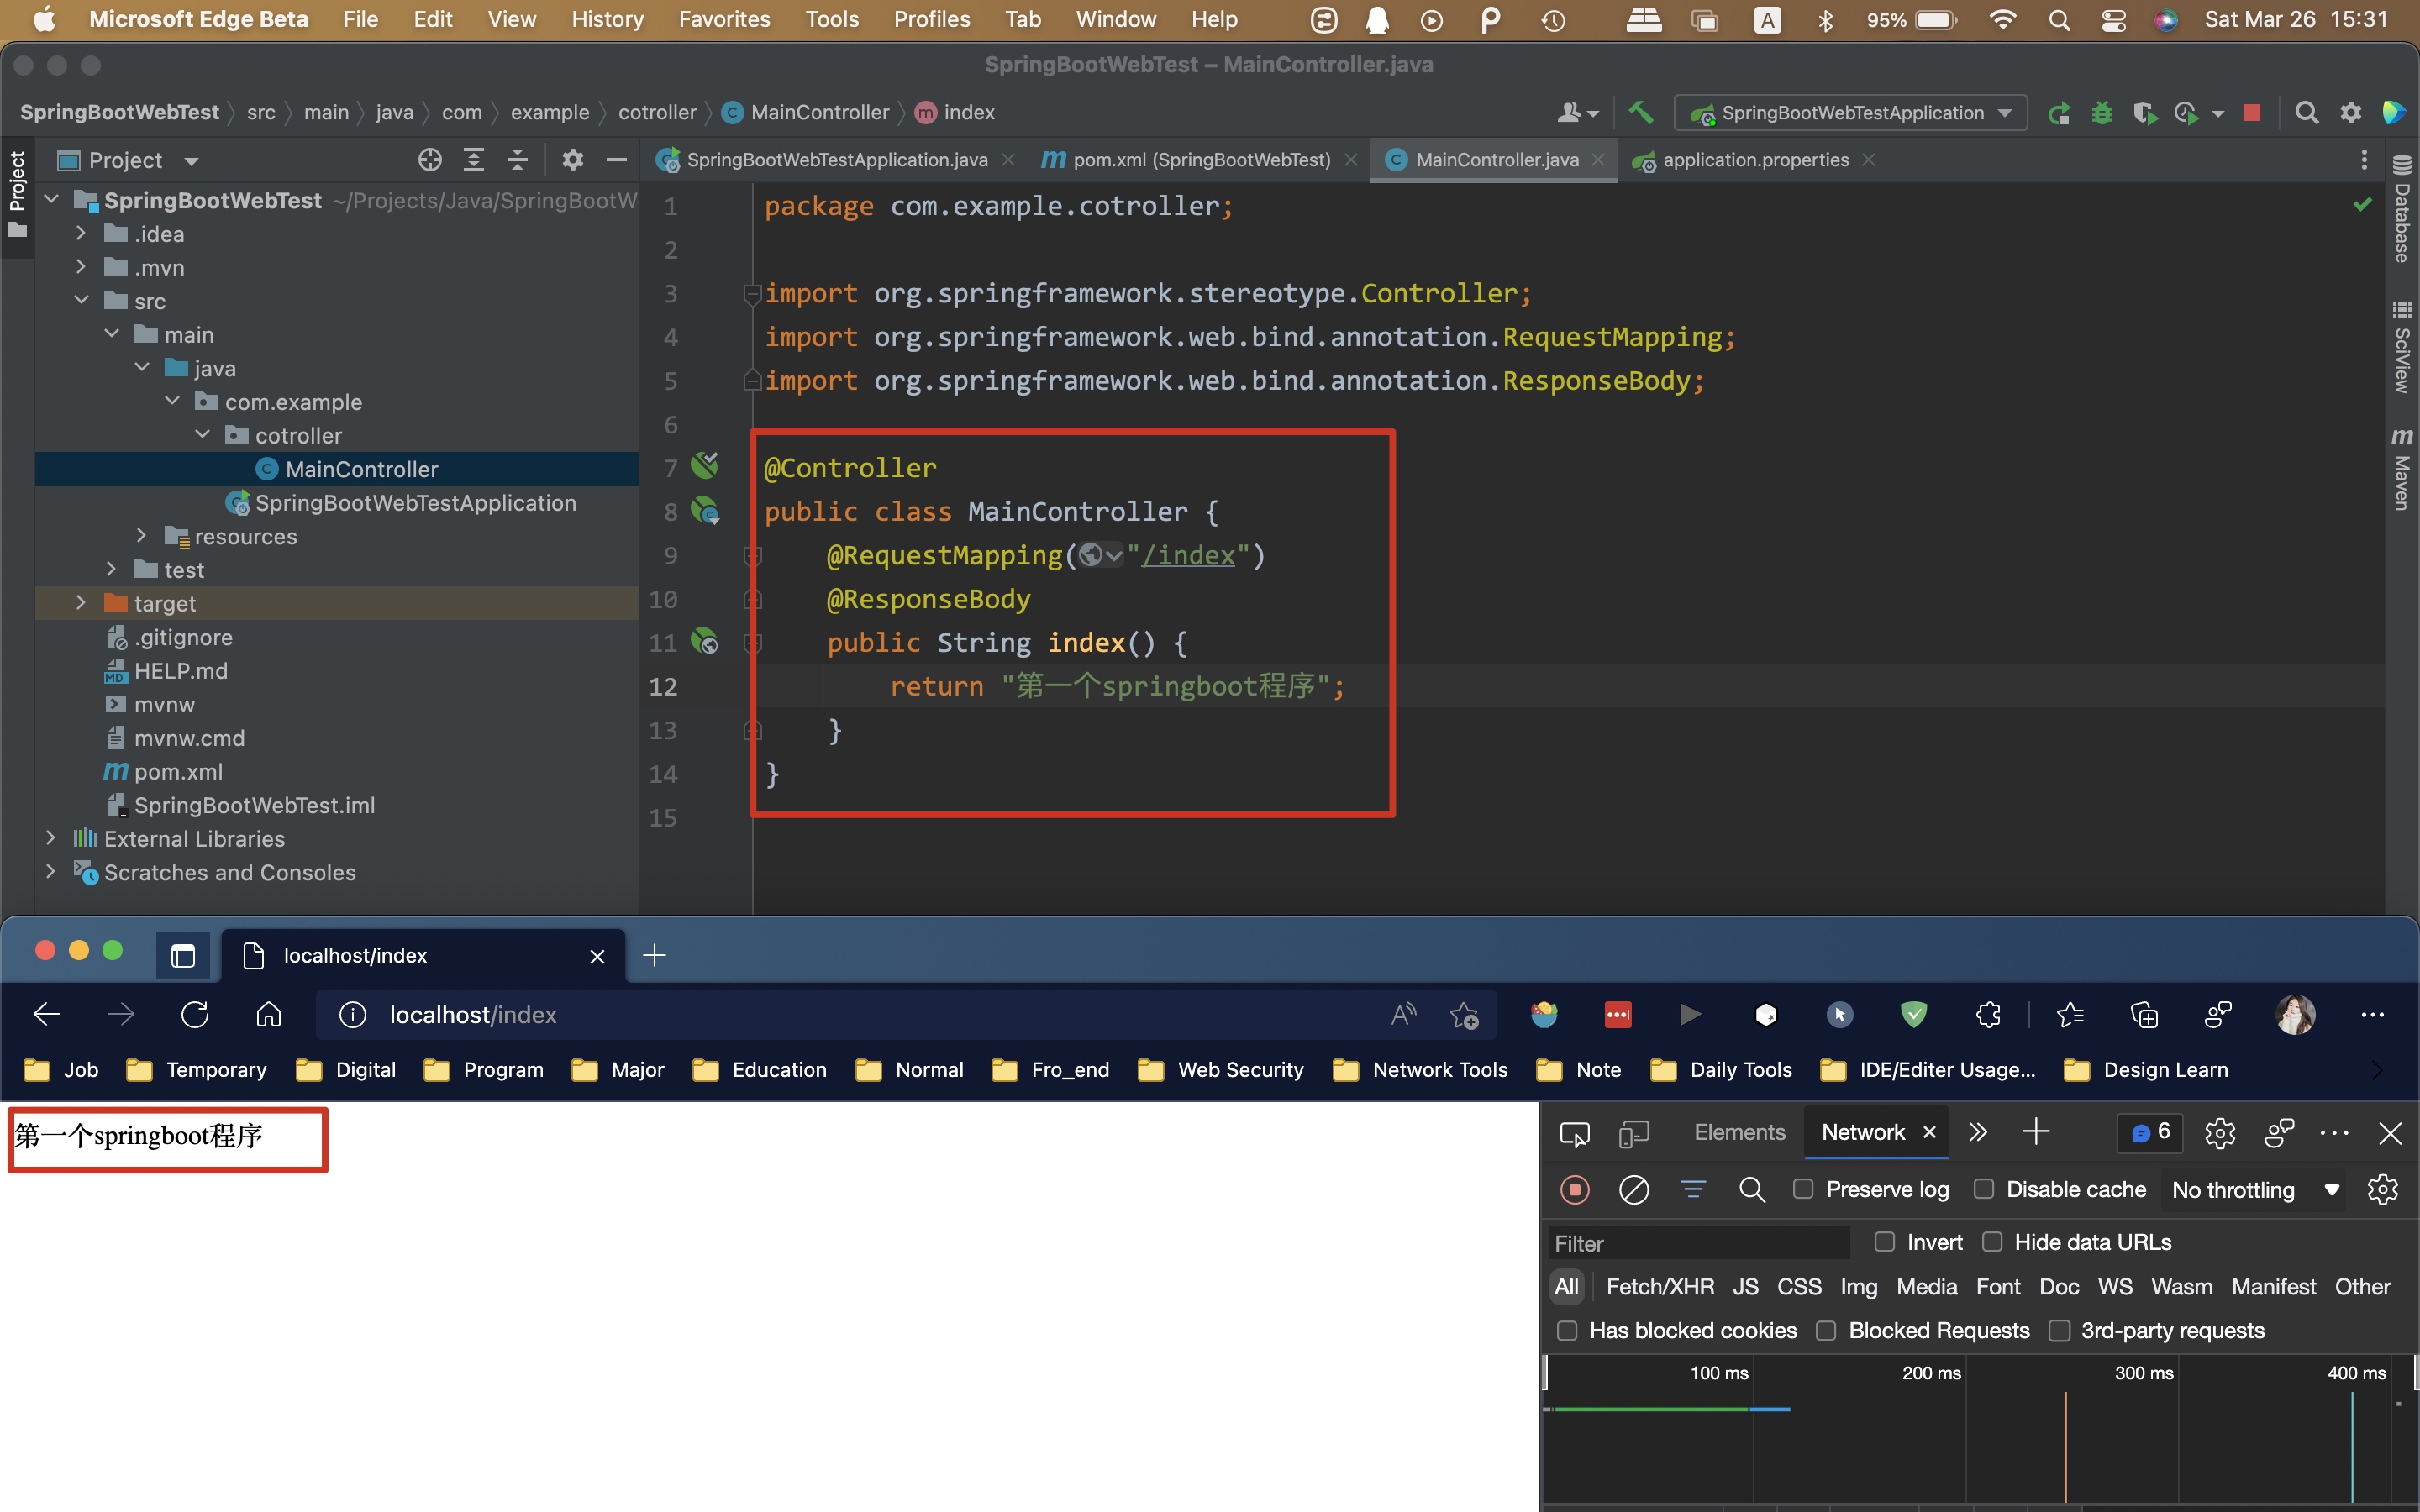 Microsoft Edge Beta File Edit View History Favorites Tools Profiles Tab Window Help A 95% Sat Mar 26 15:31
SpringBootWebTest – MainController.java
SpringBootWebTest src main java com example cotroller C MainController m index SpringBootWebTestApplication
Project
Project
SpringBootWebTestApplication.java m pom.xml (SpringBootWebTest) C MainController.java application.properties
SpringBootWebTest ~/Projects/Java/SpringBootW
.idea
.mvn
src
main
java
com.example
cotroller
C MainController
SpringBootWebTestApplication
resources
test
target
.gitignore
MD HELP.md
mvnw
mvnw.cmd
m pom.xml
SpringBootWebTest.iml
External Libraries
Scratches and Consoles
1 package com.example.cotroller;
2
3 import org.springframework.stereotype.Controller;
4 import org.springframework.web.bind.annotation.RequestMapping;
5 import org.springframework.web.bind.annotation.ResponseBody;
6
7 @Controller
8 public class MainController {
9 @RequestMapping("/index")
10 @ResponseBody
11 public String index() {
12 return "第一个springboot程序";
13 }
14 }
15
Database
SciView
m Maven
localhost/index
localhost/index
Job Temporary Digital Program Major Education Normal Fro_end Web Security Network Tools Note Daily Tools IDE/Editer Usage... Design Learn
第一个springboot程序
Elements Network 6
Preserve log Disable cache No throttling
Filter Invert Hide data URLs
All Fetch/XHR JS CSS Img Media Font Doc WS Wasm Manifest Other
Has blocked cookies Blocked Requests 3rd-party requests
100 ms 200 ms 300 ms 400 ms